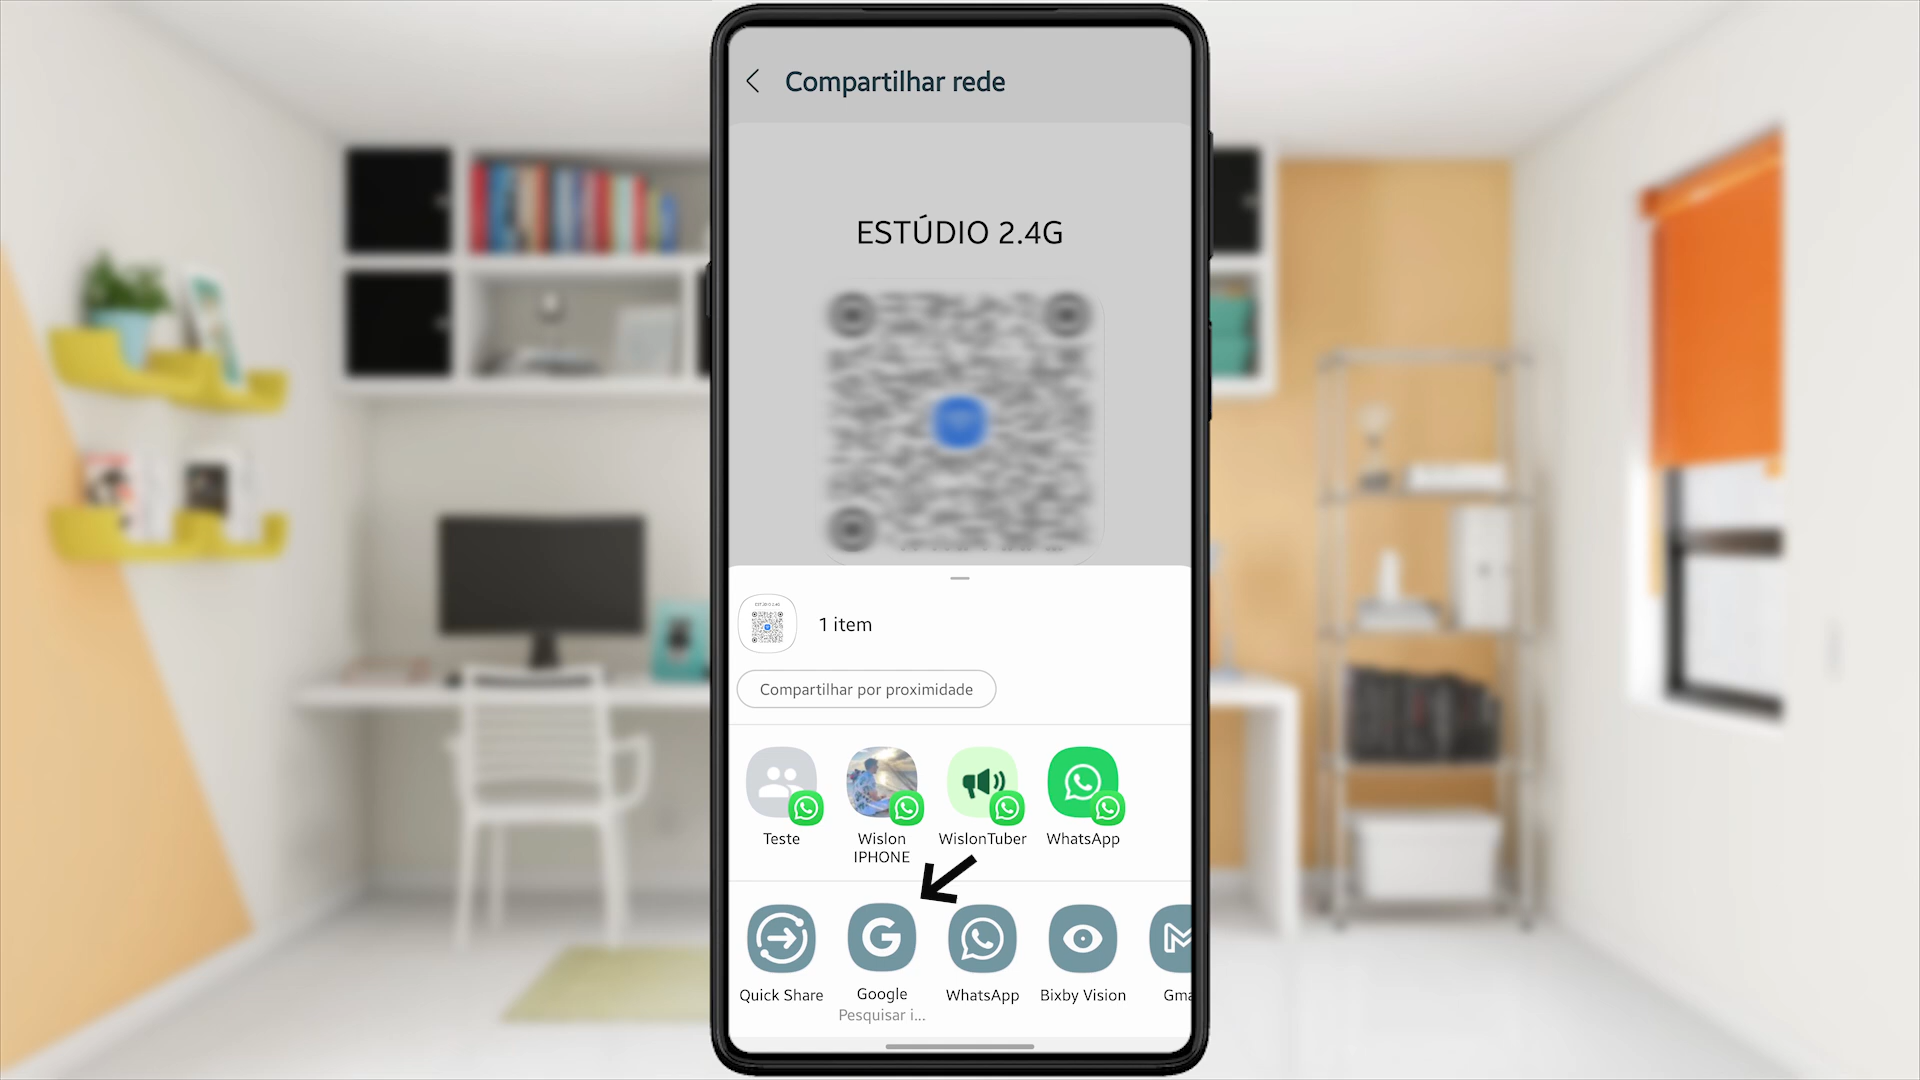 Compartilhar rede
ESTÚDIO 2.4G
1 item
Compartilhar por proximidade
Teste
Wislon
IPHONE
WislonTuber
WhatsApp
Quick Share
Google
Pesquisar i...
WhatsApp
Bixby Vision
Gma